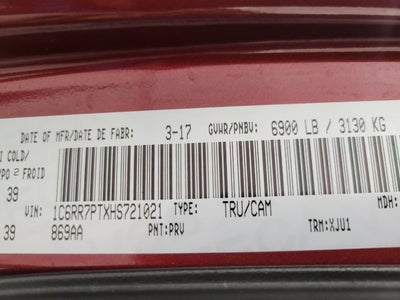 DATE OF MFR/DATE DE FABR: 3-17 GVWR/PNBV: 6900 LB / 3130 KG
I COLD/
PPO² FROID
39
VIN: 1C6RR7PTXHS721021 TYPE: TRU/CAM MDH:
39 869AA PNT:PRV TRM:XJU1